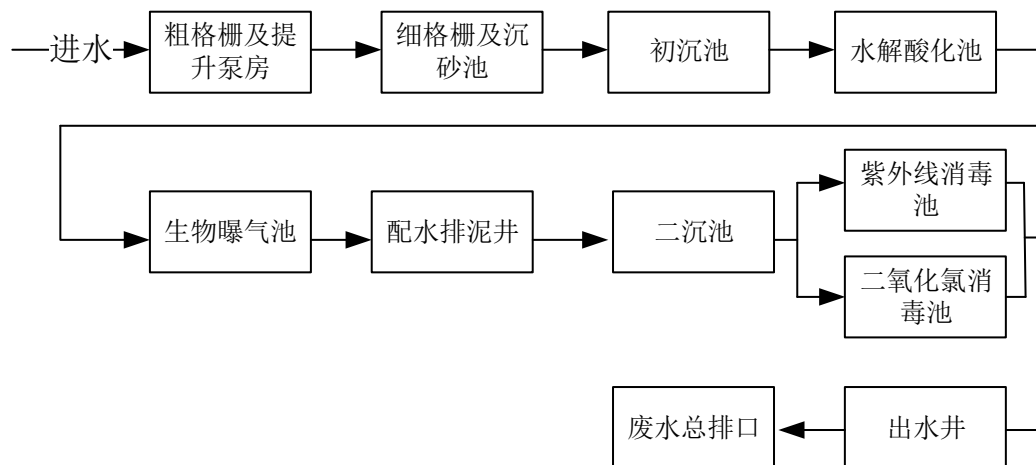 进水
粗格栅及提
升泵房
细格栅及沉
砂池
初沉池
水解酸化池
生物曝气池
配水排泥井
二沉池
紫外线消毒
池
二氧化氯消
毒池
废水总排口
出水井